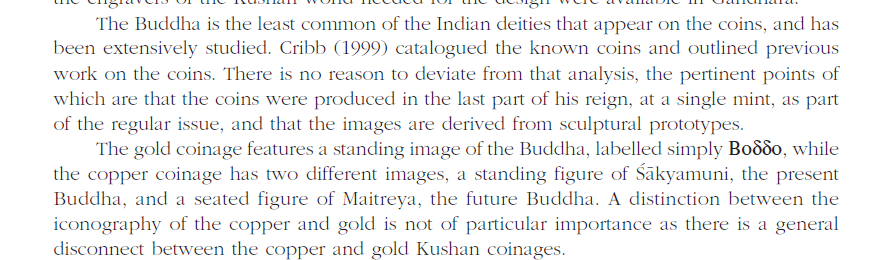 The Buddha is the least common of the Indian deities that appear on the coins, and has
been extensively studied. Cribb (1999) catalogued the known coins and outlined previous
work on the coins. There is no reason to deviate from that analysis, the pertinent points of
which are that the coins were produced in the last part of his reign, at a single mint, as part
of the regular issue, and that the images are derived from sculptural prototypes.
The gold coinage features a standing image of the Buddha, labelled simply Βοδδο, while
the copper coinage has two different images, a standing figure of Śākyamuni, the present
Buddha, and a seated figure of Maitreya, the future Buddha. A distinction between the
iconography of the copper and gold is not of particular importance as there is a general
disconnect between the copper and gold Kushan coinages.